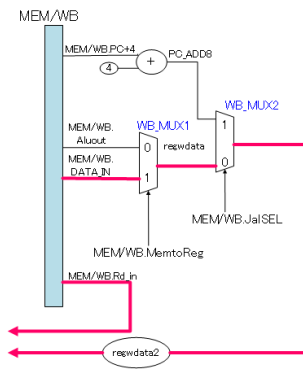 MEM/WB
MEM/WB.PC+4
PC_ADD8
4
+
WB_MUX2
MEM/WB.
Aluout
WB_MUX1
regwdata
1
0
MEM/WB.
DATA_IN
0
1
MEM/WB.JalSEL
MEM/WB.MemtoReg
MEM/WB.Rd_in
regwdata2